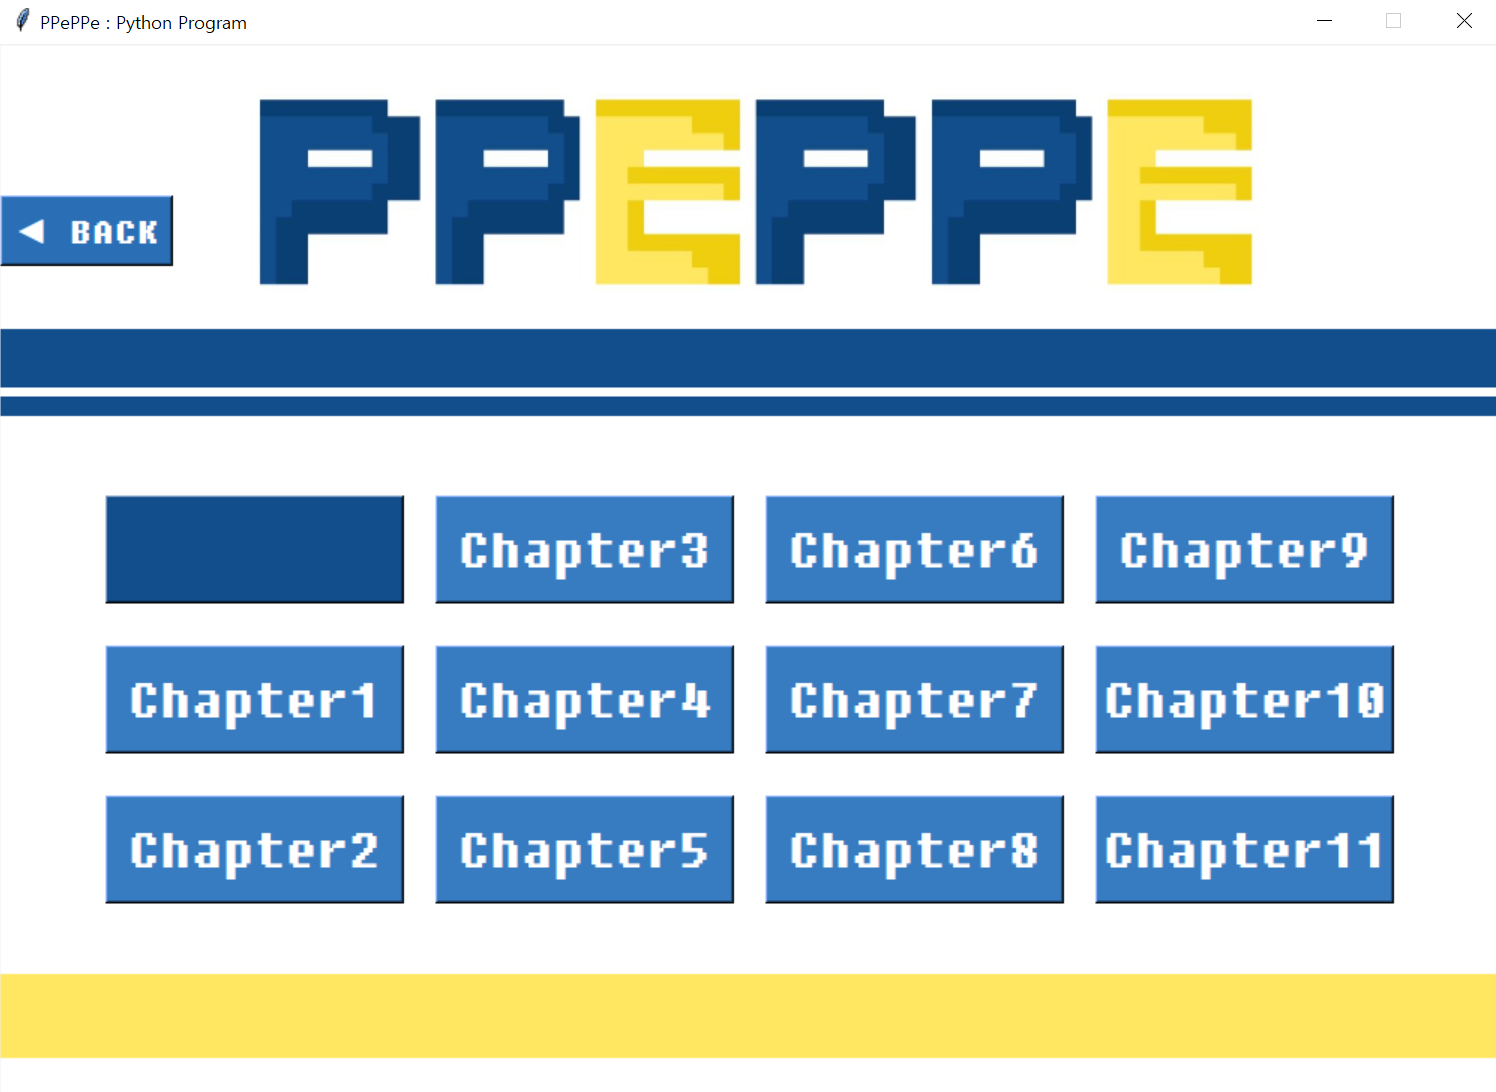 PPePPe : Python Program
PPEPPE
◀ BACK
Chapter3 Chapter6 Chapter9
Chapter1 Chapter4 Chapter7 Chapter10
Chapter2 Chapter5 Chapter8 Chapter11